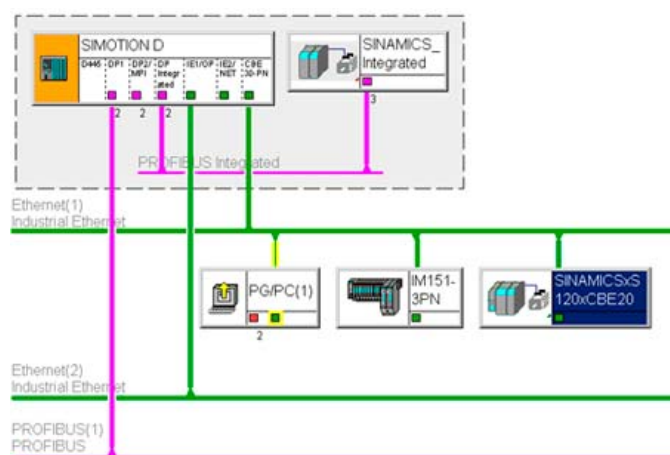 SIMOTION D
D445 DP1 DP2/ DP IE1/OP IE2/ CBE
MPI Integr NET 30-PN
ated
2 2 2
SINAMICS_
Integrated
3
PROFIBUS Integrated
Ethernet(1)
Industrial Ethernet
PG/PC(1)
2
IM151-
3PN
SINAMICSxS
120xCBE20
Ethernet(2)
Industrial Ethernet
PROFIBUS(1)
PROFIBUS